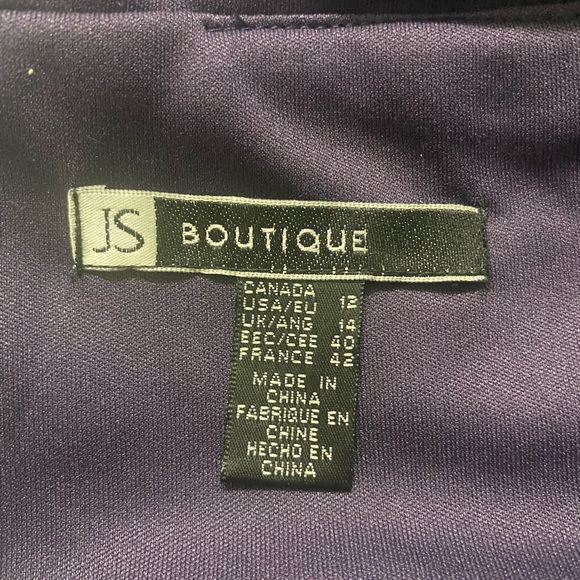 JS BOUTIQUE
CANADA
USA/EU 12
UK/ANG 14
EEC/CEE 40
FRANCE 42
MADE IN
CHINA
FABRIQUE EN
CHINE
HECHO EN
CHINA